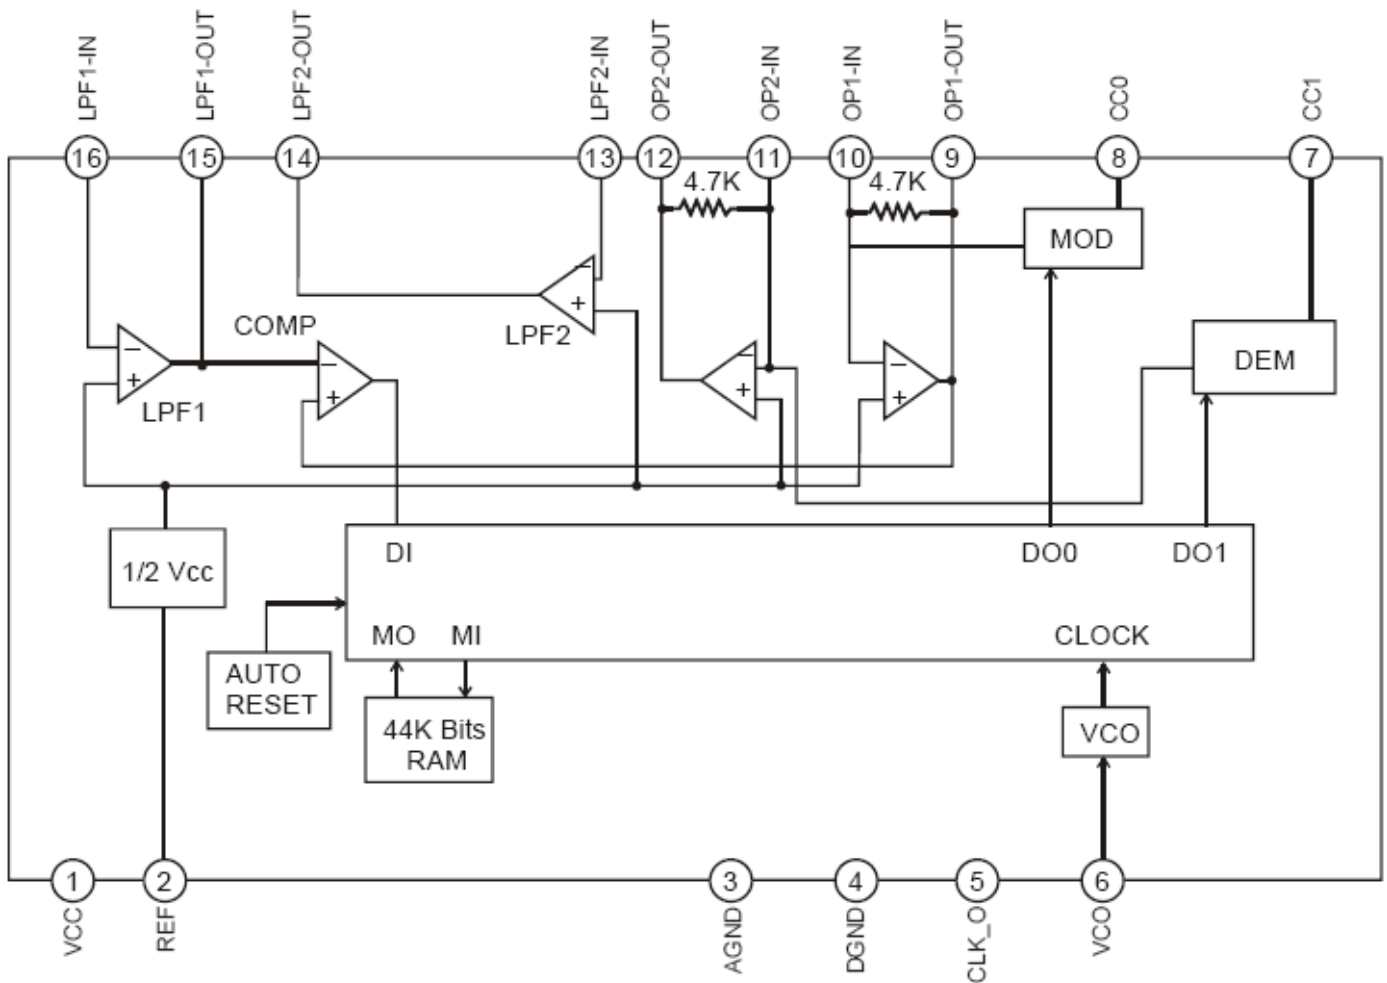 LPF1-IN
LPF1-OUT
LPF2-OUT
LPF2-IN
OP2-OUT
OP2-IN
OP1-IN
OP1-OUT
CC0
CC1
16
15
14
13
12
11
10
9
8
7
4.7K
4.7K
MOD
COMP
LPF2
DEM
LPF1
-
+
-
+
-
+
-
+
-
+
1/2 Vcc
DI
DO0
DO1
MO
MI
CLOCK
AUTO
RESET
44K Bits
RAM
VCO
1
2
3
4
5
6
VCC
REF
AGND
DGND
CLK_O
VCO